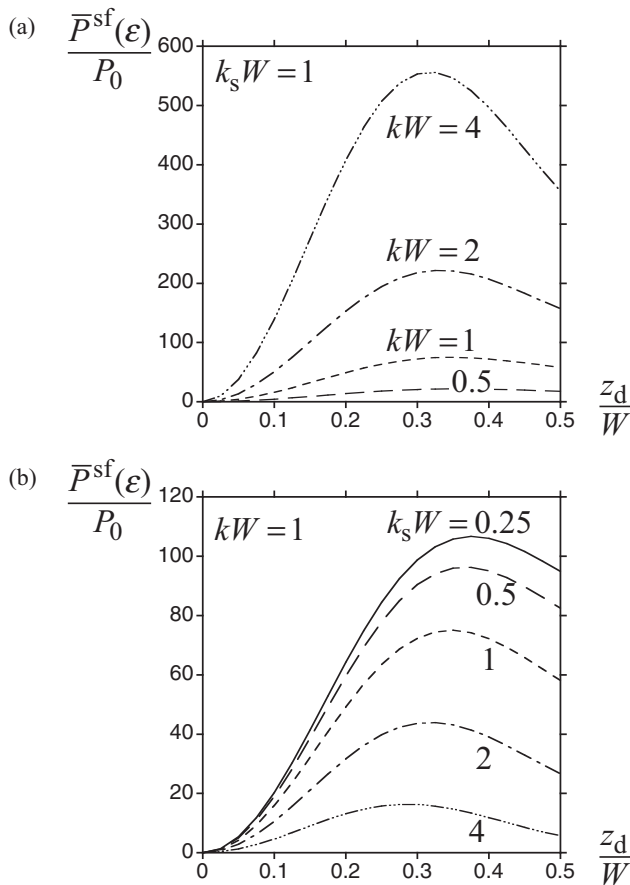 (a)
P̄ˢᶠ(ε)
P₀
600
500
400
300
200
100
0
kₛW = 1
kW = 4
kW = 2
kW = 1
0.5
0 0.1 0.2 0.3 0.4 0.5
z_d
W
(b)
P̄ˢᶠ(ε)
P₀
120
100
80
60
40
20
0
kW = 1
kₛW = 0.25
0.5
1
2
4
0 0.1 0.2 0.3 0.4 0.5
z_d
W